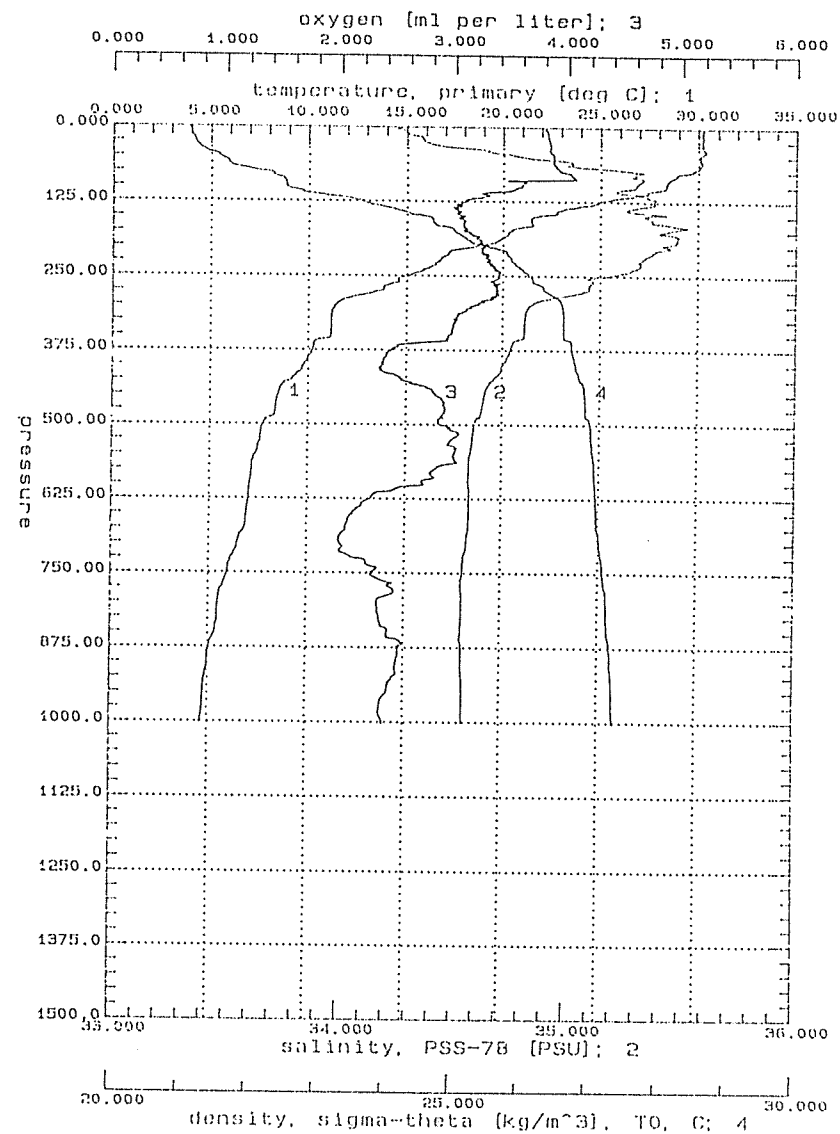 oxygen [ml per liter]; 3
0.000 1.000 2.000 3.000 4.000 5.000 6.000
temperature, primary [deg C]; 1
0.000 5.000 10.000 15.000 20.000 25.000 30.000 35.000
0.000
125.00
250.00
375.00
1 3 2 4
500.00
pressure
625.00
750.00
875.00
1000.0
1125.0
1250.0
1375.0
1500.0
33.000 34.000 35.000 36.000
salinity, PSS-78 [PSU]; 2
20.000 25.000 30.000
density, sigma-theta [kg/m^3], T0, C; 4